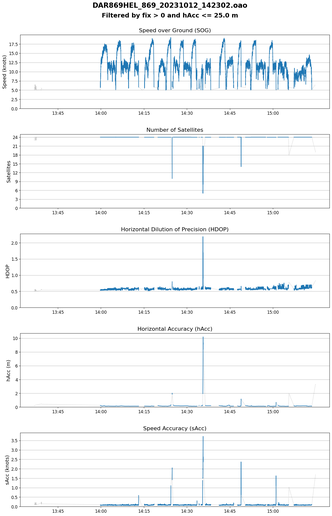 DAR869HEL_869_20231012_142302.oao
Filtered by fix > 0 and hAcc <= 25.0 m
Speed over Ground (SOG)
Speed (knots)
17.5
15.0
12.5
10.0
7.5
5.0
2.5
0.0
13:45 14:00 14:15 14:30 14:45 15:00
Number of Satellites
Satellites
24
21
18
15
12
9
6
3
0
13:45 14:00 14:15 14:30 14:45 15:00
Horizontal Dilution of Precision (HDOP)
HDOP
2.0
1.5
1.0
0.5
0.0
13:45 14:00 14:15 14:30 14:45 15:00
Horizontal Accuracy (hAcc)
hAcc (m)
10
8
6
4
2
0
13:45 14:00 14:15 14:30 14:45 15:00
Speed Accuracy (sAcc)
sAcc (knots)
3.5
3.0
2.5
2.0
1.5
1.0
0.5
0.0
13:45 14:00 14:15 14:30 14:45 15:00